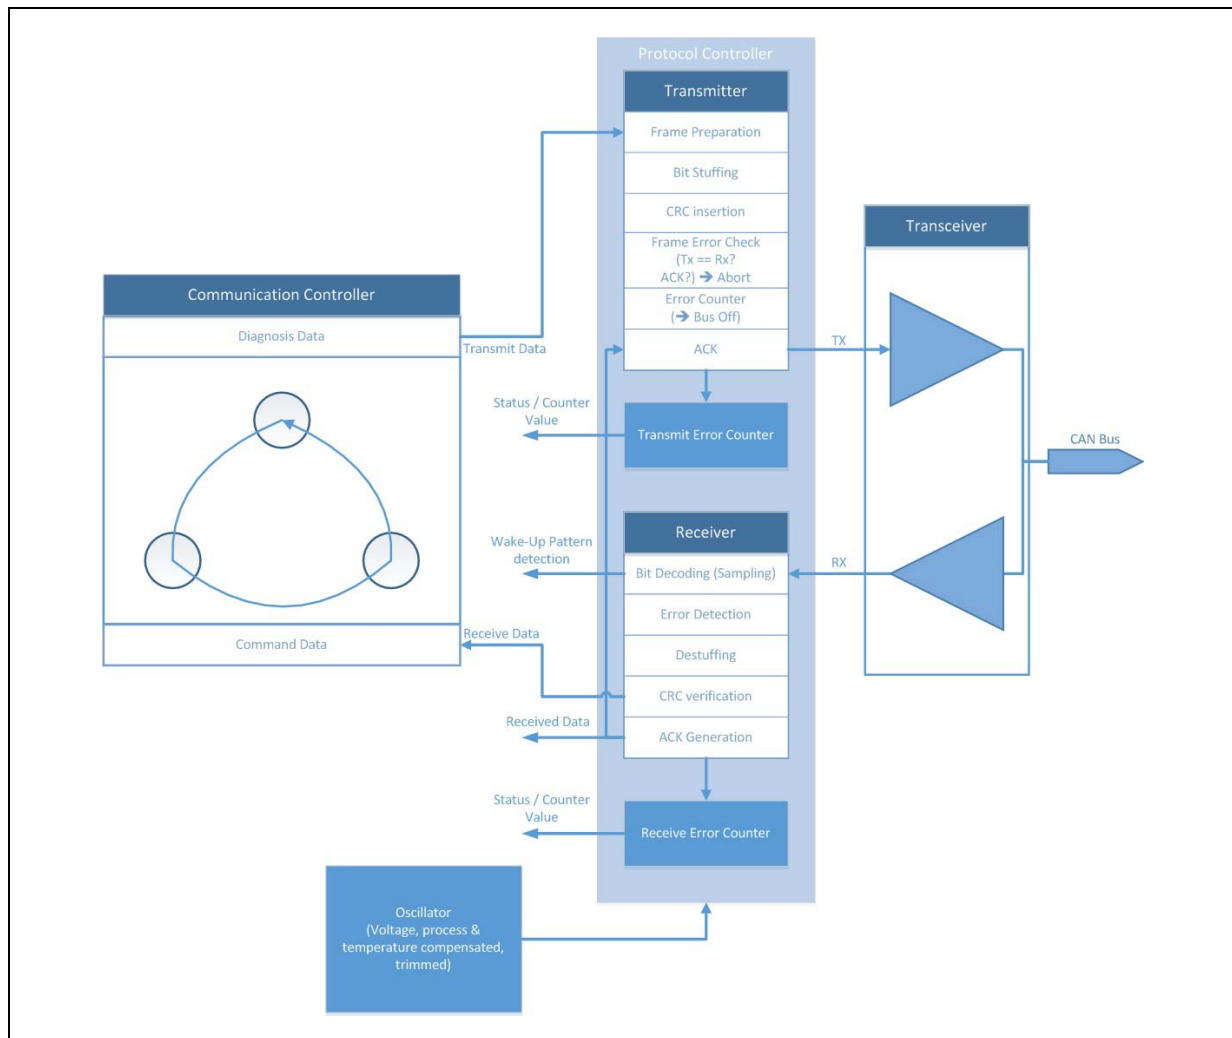 Protocol Controller
Transmitter
Frame Preparation
Bit Stuffing
CRC insertion
Frame Error Check
(Tx == Rx?
ACK?) ➔ Abort
Error Counter
(➔ Bus Off)
ACK
Transmit Error Counter
Transceiver
TX
CAN Bus
RX
Communication Controller
Diagnosis Data
Transmit Data
Status / Counter
Value
Wake-Up Pattern
detection
Receiver
Bit Decoding (Sampling)
Error Detection
Destuffing
CRC verification
ACK Generation
Receive Data
Command Data
Received Data
Status / Counter
Value
Receive Error Counter
Oscillator
(Voltage, process &
temperature compensated,
trimmed)